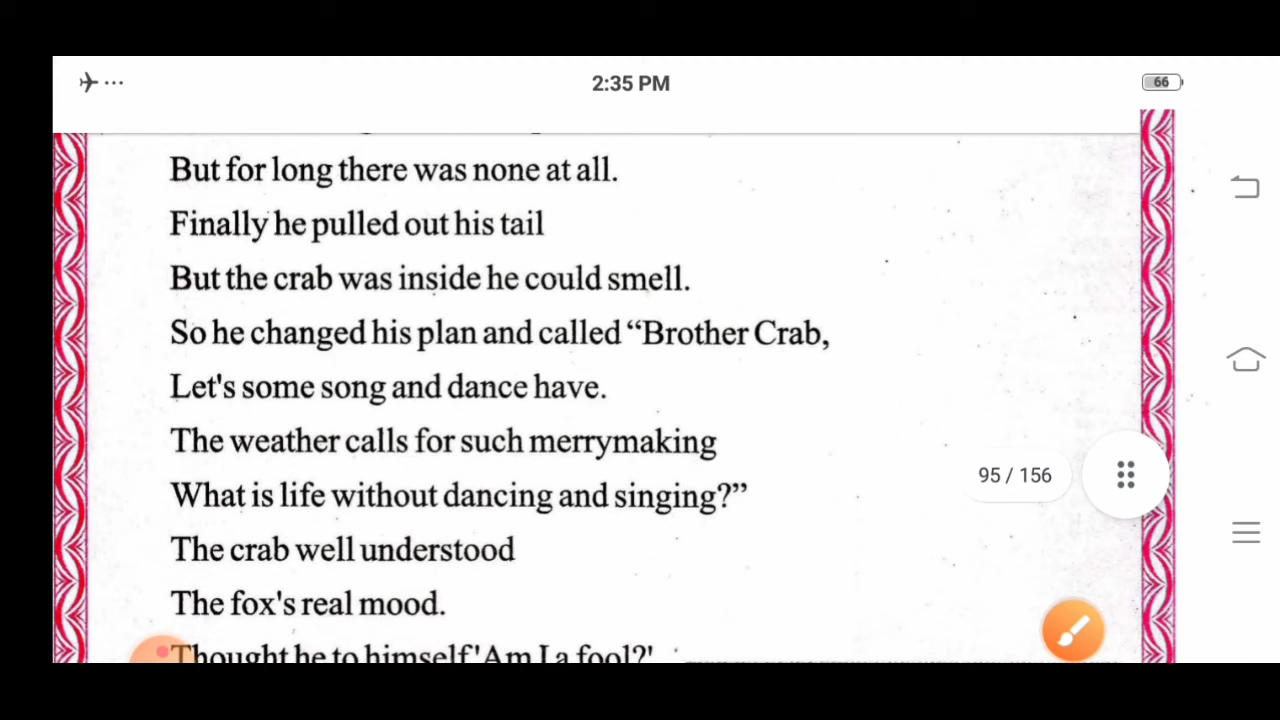 2:35 PM
66
But for long there was none at all.
Finally he pulled out his tail
But the crab was inside he could smell.
So he changed his plan and called “Brother Crab,
Let's some song and dance have.
The weather calls for such merrymaking
95 / 156
What is life without dancing and singing?”
The crab well understood
The fox's real mood.
Thought he to himself 'Am I a fool?'